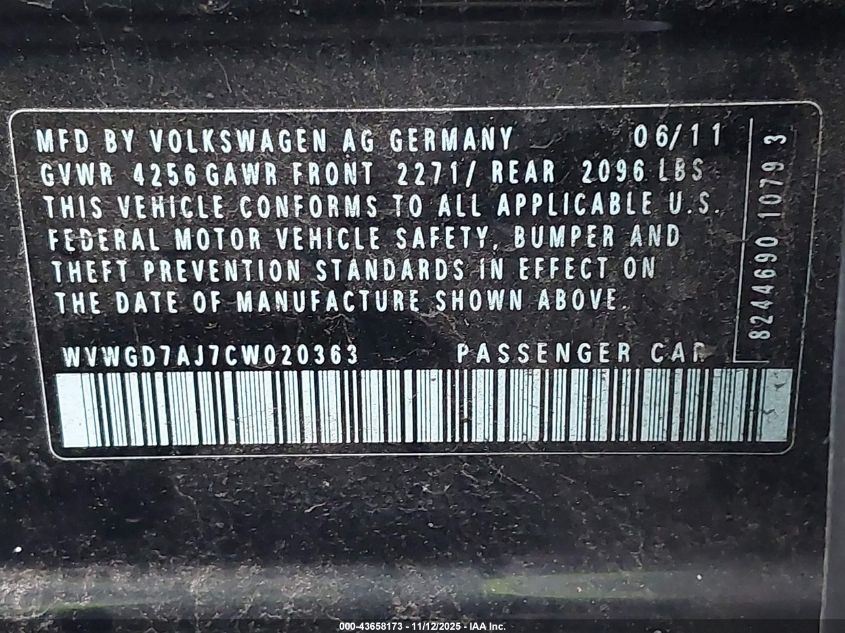 MFD BY VOLKSWAGEN AG GERMANY 06/11
GVWR 4256 GAWR FRONT 2271/ REAR 2096 LBS
THIS VEHICLE CONFORMS TO ALL APPLICABLE U.S.
FEDERAL MOTOR VEHICLE SAFETY, BUMPER AND
THEFT PREVENTION STANDARDS IN EFFECT ON
THE DATE OF MANUFACTURE SHOWN ABOVE.
WVWGD7AJ7CW020363 PASSENGER CAR
8244690 1079 3
000-43658173 - 11/12/2025 - IAA Inc.